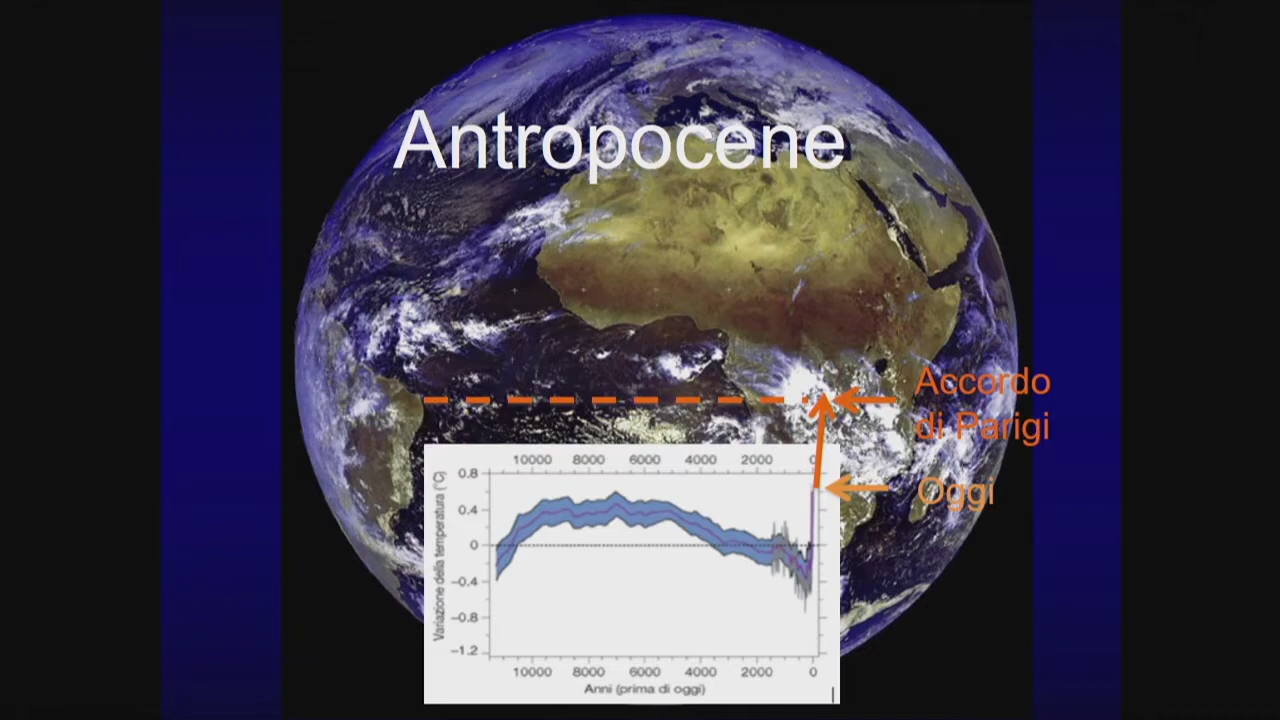 Antropocene
Accordo
di Parigi
Oggi
10000 8000 6000 4000 2000 0
0.8
0.4
0
−0.4
−0.8
−1.2
Variazione della temperatura (°C)
10000 8000 6000 4000 2000 0
Anni (prima di oggi)